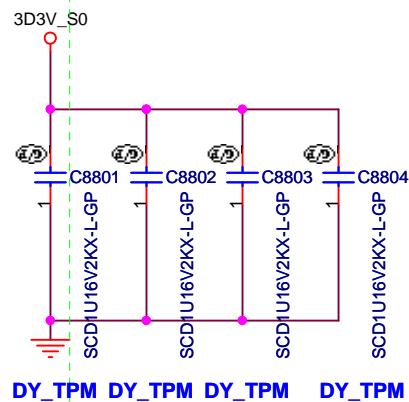 3D3V_S0
C8801
C8802
C8803
C8804
1
1
1
1
SCD1U16V2KX-L-GP
SCD1U16V2KX-L-GP
SCD1U16V2KX-L-GP
SCD1U16V2KX-L-GP
DY_TPM DY_TPM DY_TPM DY_TPM